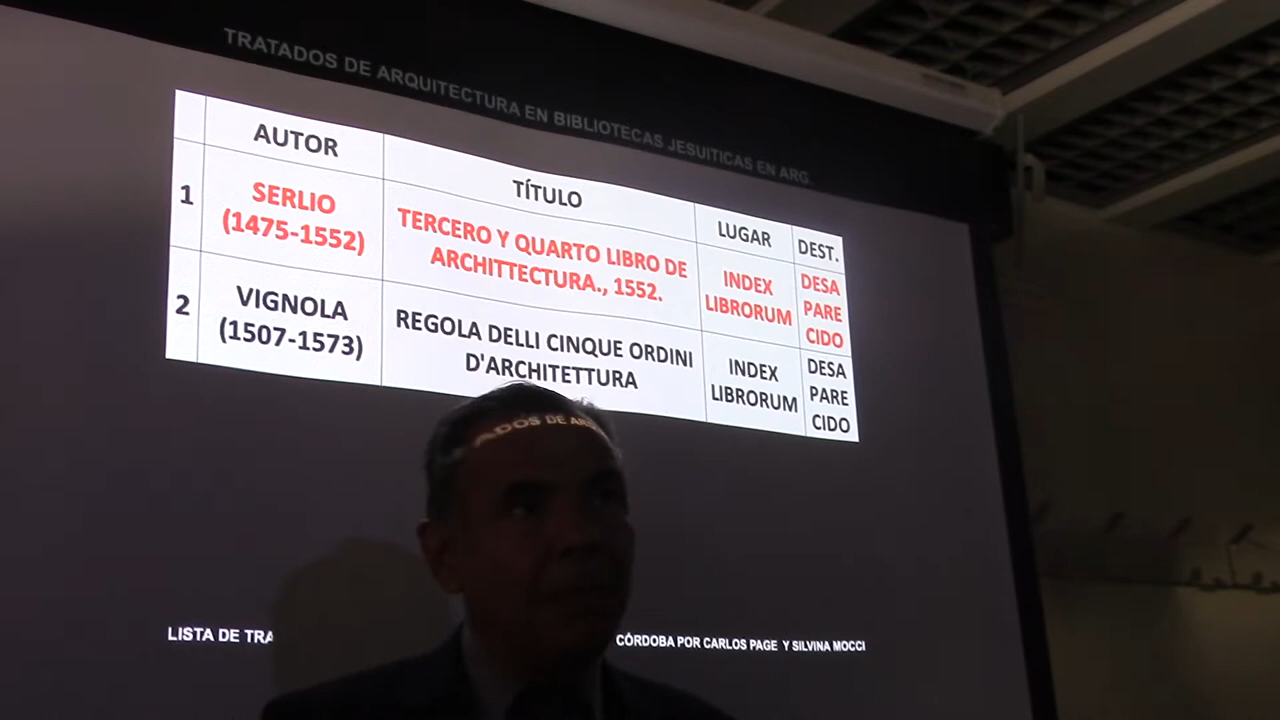 TRATADOS DE ARQUITECTURA EN BIBLIOTECAS JESUITICAS EN ARG.
AUTOR
TÍTULO
LUGAR
DEST.
1
SERLIO
(1475-1552)
TERCERO Y QUARTO LIBRO DE
ARCHITTECTURA., 1552.
INDEX
LIBRORUM
DESA
PARE
CIDO
2
VIGNOLA
(1507-1573)
REGOLA DELLI CINQUE ORDINI
D'ARCHITETTURA
INDEX
LIBRORUM
DESA
PARE
CIDO
ADOS DE
LISTA DE TRA
CÓRDOBA POR CARLOS PAGE Y SILVINA MOCCI